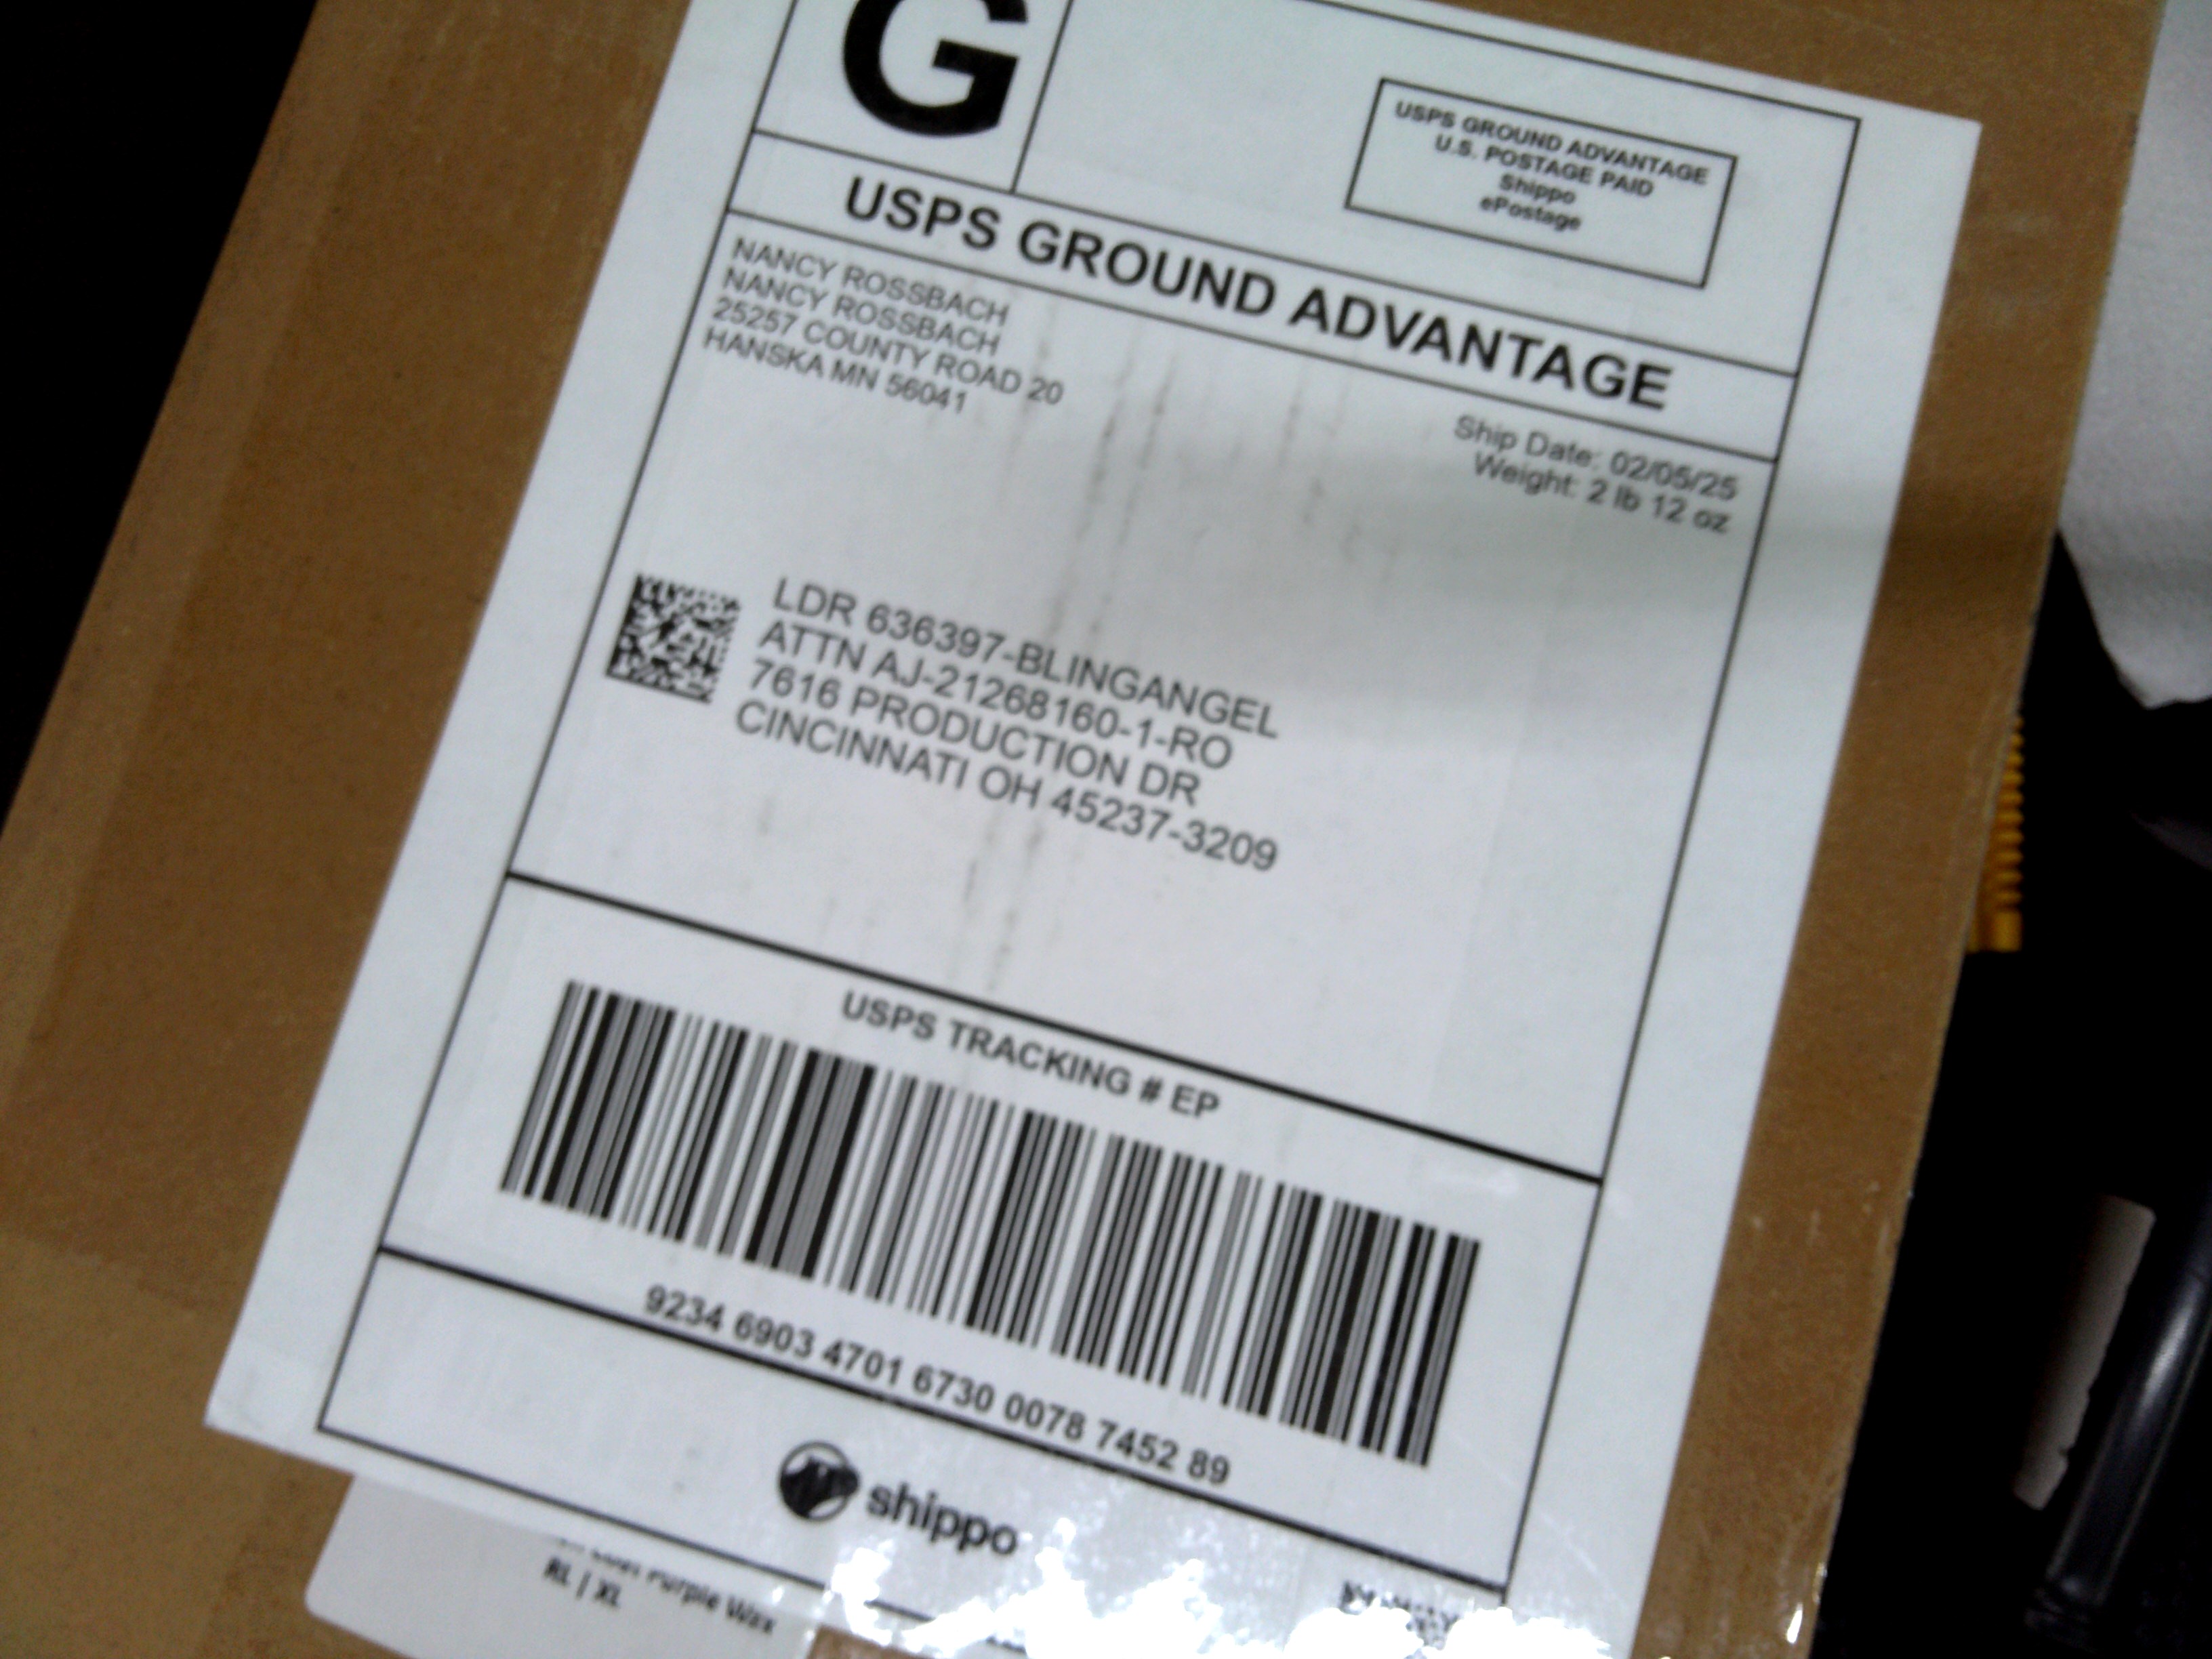 G
USPS GROUND ADVANTAGE
U.S. POSTAGE PAID
Shippo
ePostage
USPS GROUND ADVANTAGE
NANCY ROSSBACH
NANCY ROSSBACH
25257 COUNTY ROAD 20
HANSKA MN 56041
Ship Date: 02/05/25
Weight: 2 lb 12 oz
LDR 636397-BLINGANGEL
ATTN AJ-21268160-1-RO
7616 PRODUCTION DR
CINCINNATI OH 45237-3209
USPS TRACKING # EP
9234 6903 4701 6730 0078 7452 89
shippo
Purple Wax
RL / XL